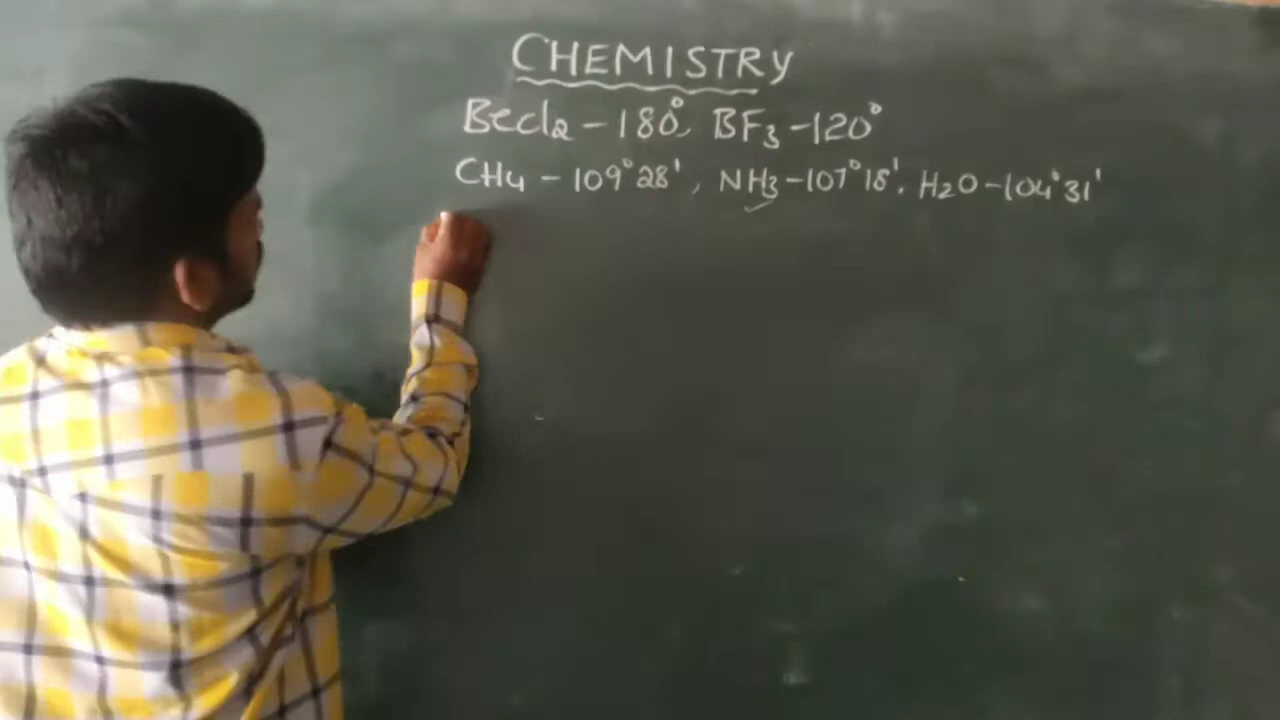 CHEMISTRY
Becl2 - 180°, BF3 - 120°
CH4 - 109°28', NH3 - 107°18', H2O - 104°31'